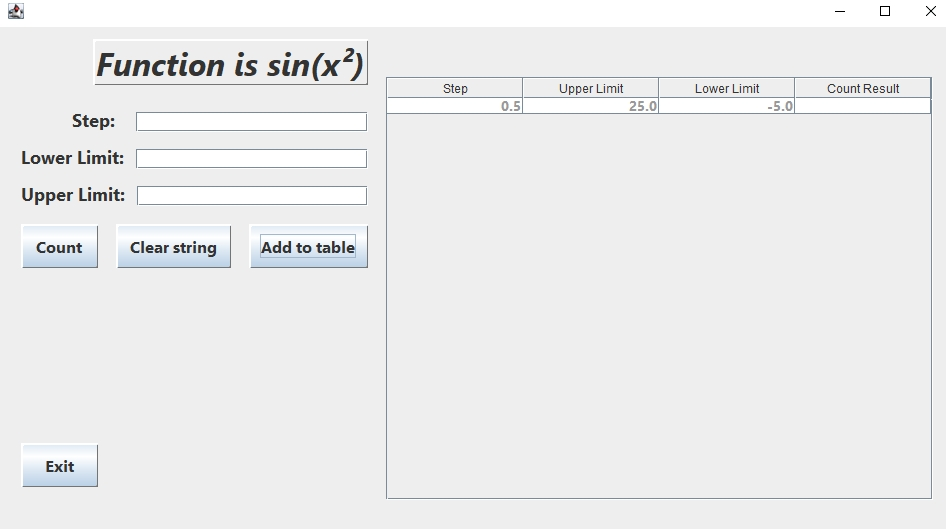 Function is sin(x²)
Step:
Lower Limit:
Upper Limit:
Count Clear string Add to table
Exit
Step Upper Limit Lower Limit Count Result
0.5 25.0 -5.0